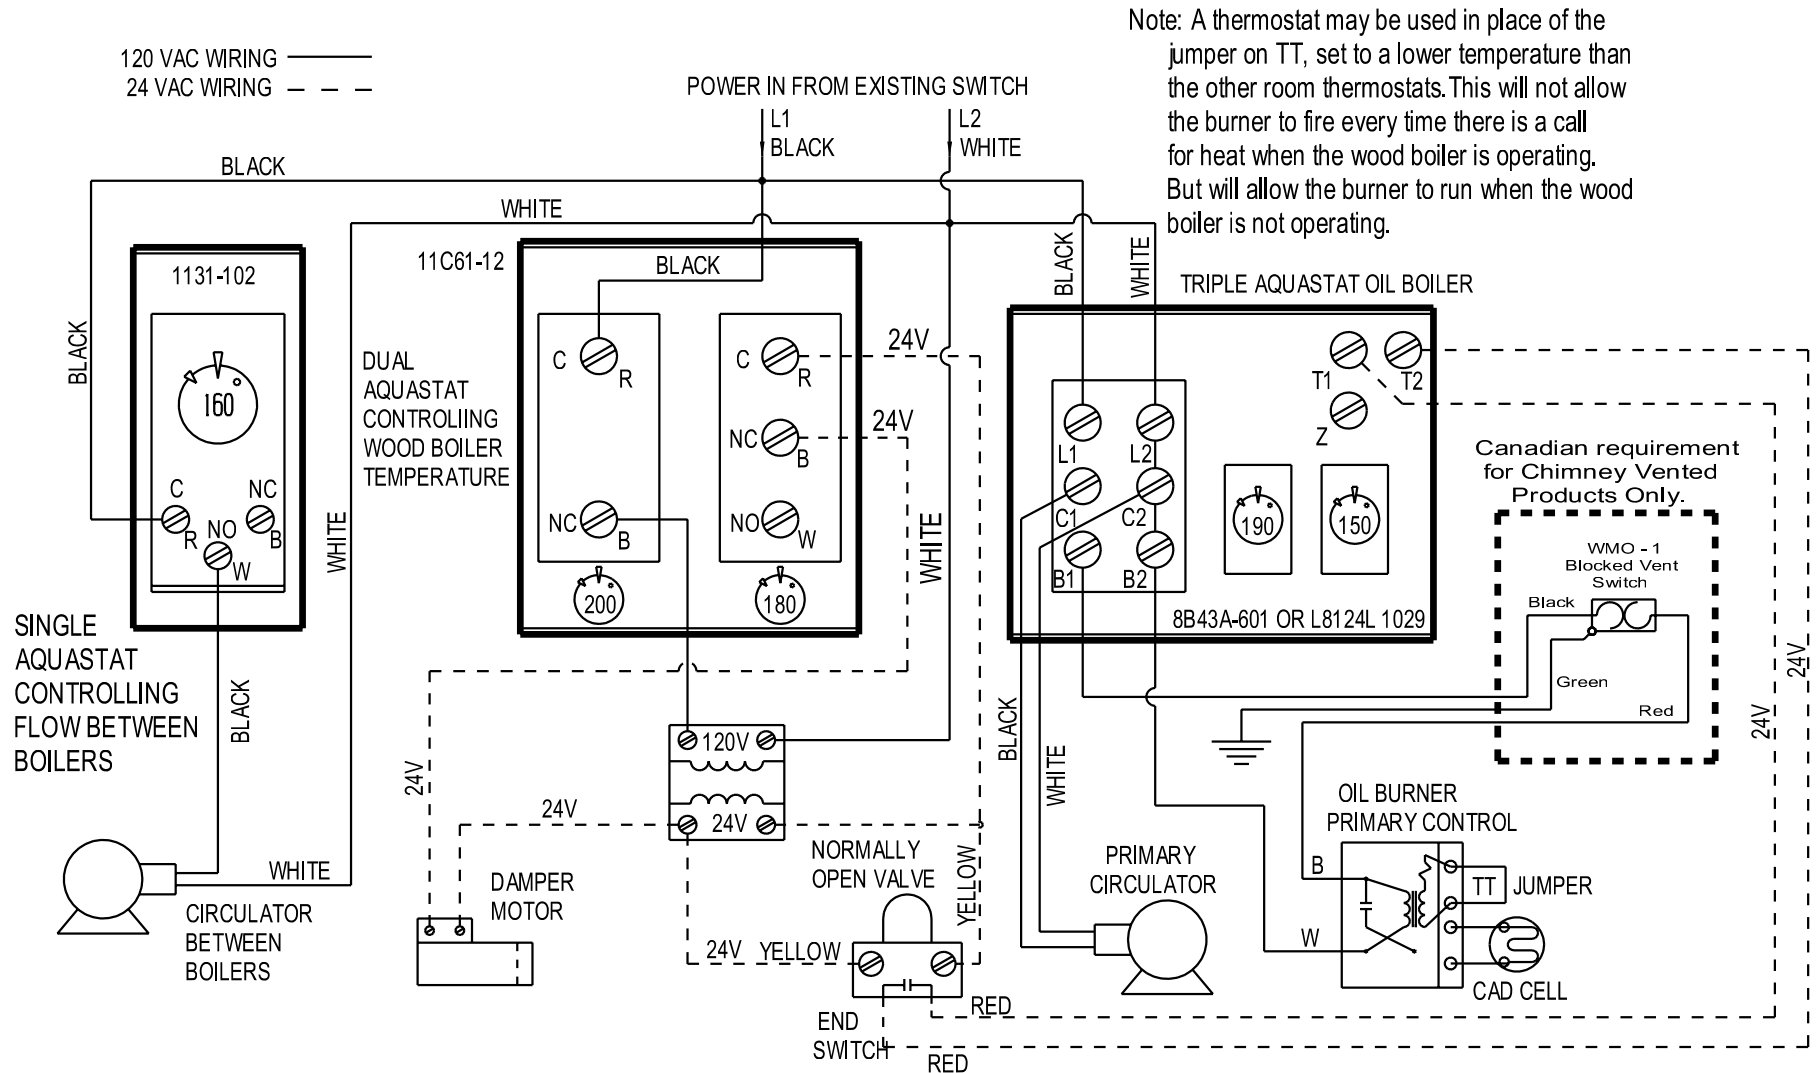 Note: A thermostat may be used in place of the
jumper on TT, set to a lower temperature than
the other room thermostats. This will not allow
the burner to fire every time there is a call
for heat when the wood boiler is operating.
But will allow the burner to run when the wood
boiler is not operating.
120 VAC WIRING
24 VAC WIRING
POWER IN FROM EXISTING SWITCH
L1
BLACK
L2
WHITE
BLACK
WHITE
1131-102
160
C
R
NO
W
NC
B
BLACK
SINGLE
AQUASTAT
CONTROLLING
FLOW BETWEEN
BOILERS
BLACK
WHITE
WHITE
CIRCULATOR
BETWEEN
BOILERS
11C61-12
DUAL
AQUASTAT
CONTROLIING
WOOD BOILER
TEMPERATURE
BLACK
C
R
NC
B
200
C
R
NC
B
NO
W
180
24V
24V
WHITE
120V
24V
24V
24V
DAMPER
MOTOR
24V
YELLOW
NORMALLY
OPEN VALVE
YELLOW
END
SWITCH
RED
RED
BLACK
WHITE
TRIPLE AQUASTAT OIL BOILER
T1
T2
Z
L1
L2
C1
C2
B1
B2
190
150
8B43A-601 OR L8124L 1029
BLACK
WHITE
PRIMARY
CIRCULATOR
Canadian requirement
for Chimney Vented
Products Only.
WMO - 1
Blocked Vent
Switch
Black
Green
Red
24V
24V
OIL BURNER
PRIMARY CONTROL
B
W
TT
JUMPER
CAD CELL